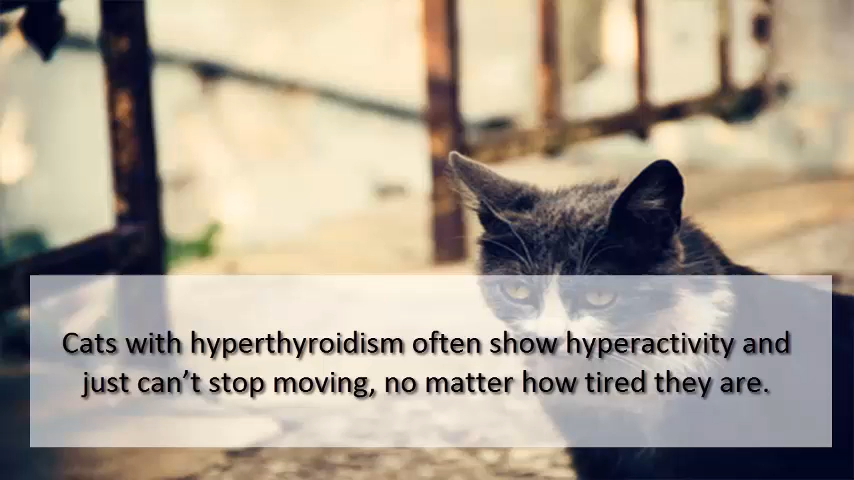 Cats with hyperthyroidism often show hyperactivity and
just can’t stop moving, no matter how tired they are.